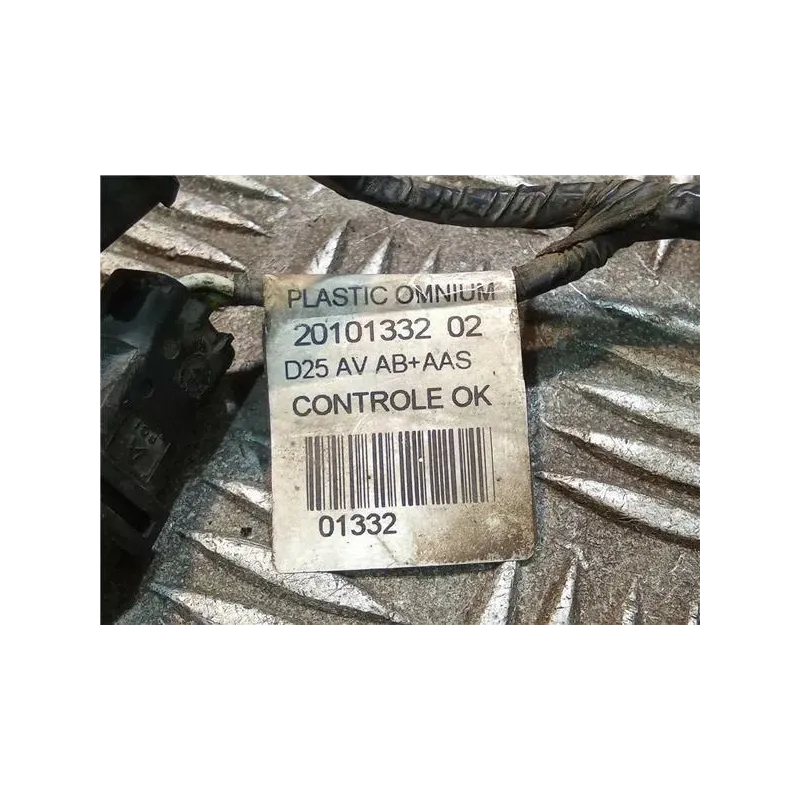 PLASTIC OMNIUM
20101332 02
D25 AV AB+AAS
CONTROLE OK
01332